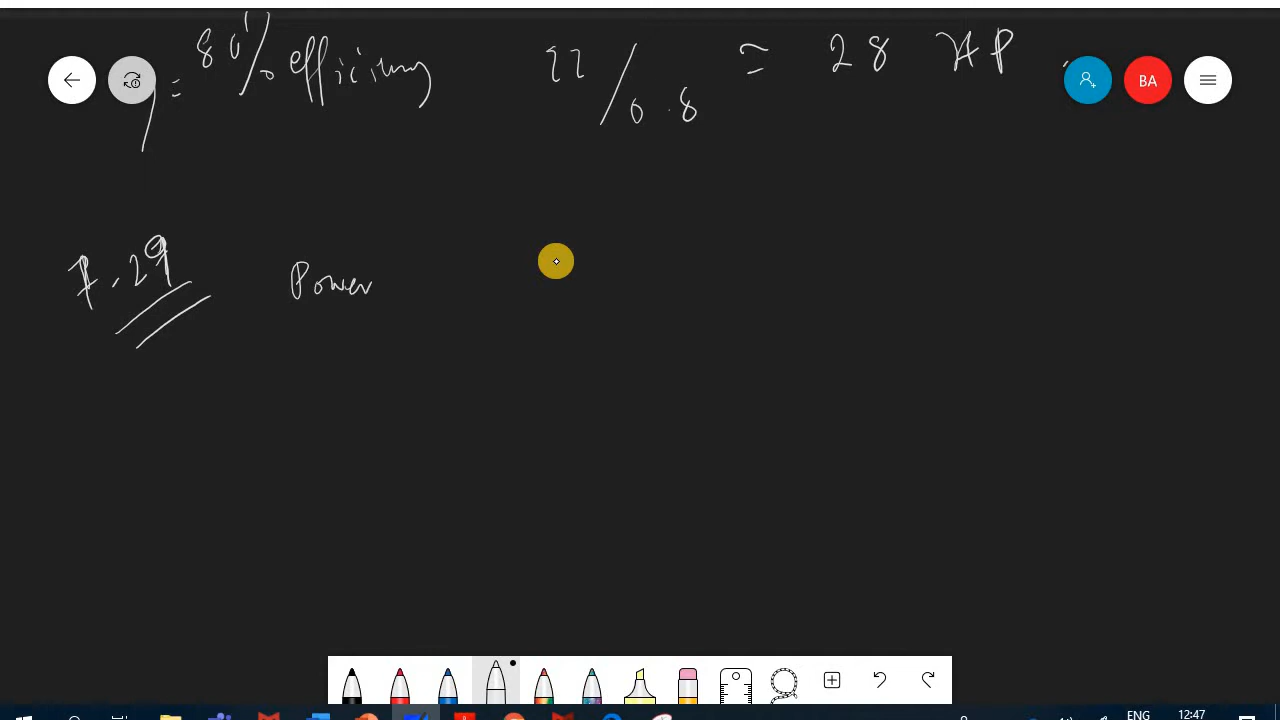 η = 80% efficiency 22/0.8 ≈ 28 HP
BA
7.29 Power
ENG 12:47